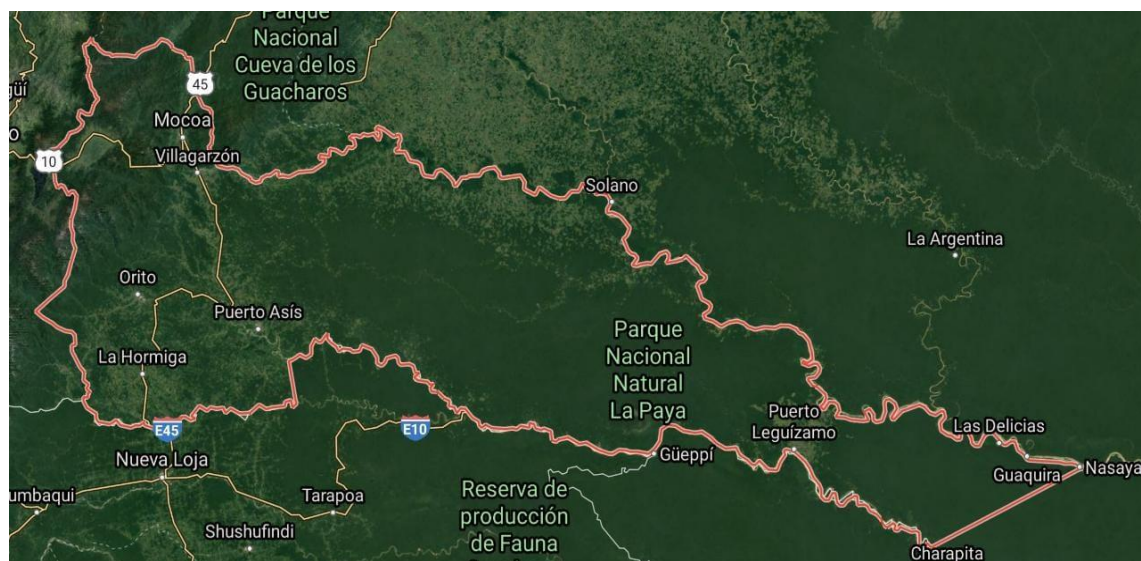 Parque
Nacional
Cueva de los
Guacharos
45
Mocoa
10
Villagarzón
Solano
La Argentina
Orito
Puerto Asís
La Hormiga
Parque
Nacional
Natural
La Paya
Puerto
Leguízamo
E45
E10
Las Delicias
Güeppí
Guaquira
Nasaya
Nueva Loja
umbaqui
Tarapoa
Reserva de
producción
de Fauna
Shushufindi
Charapita